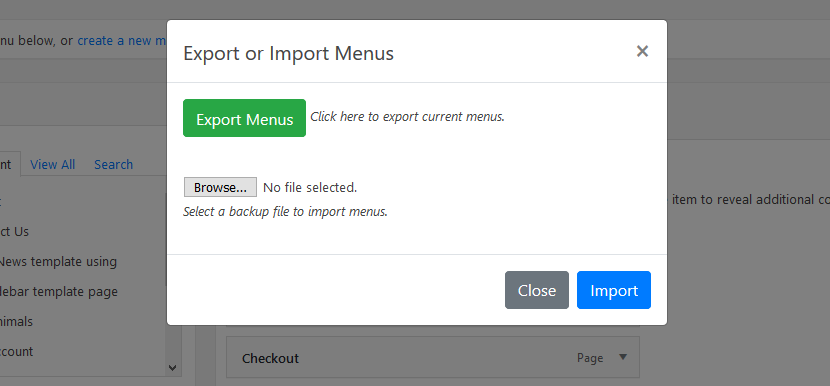 nu below, or create a new m
Export or Import Menus
×
Export Menus Click here to export current menus.
nt View All Search
Browse... No file selected.
item to reveal additional co
Select a backup file to import menus.
ct Us
News template using
debar template page
nimals
ccount
Close Import
Checkout Page